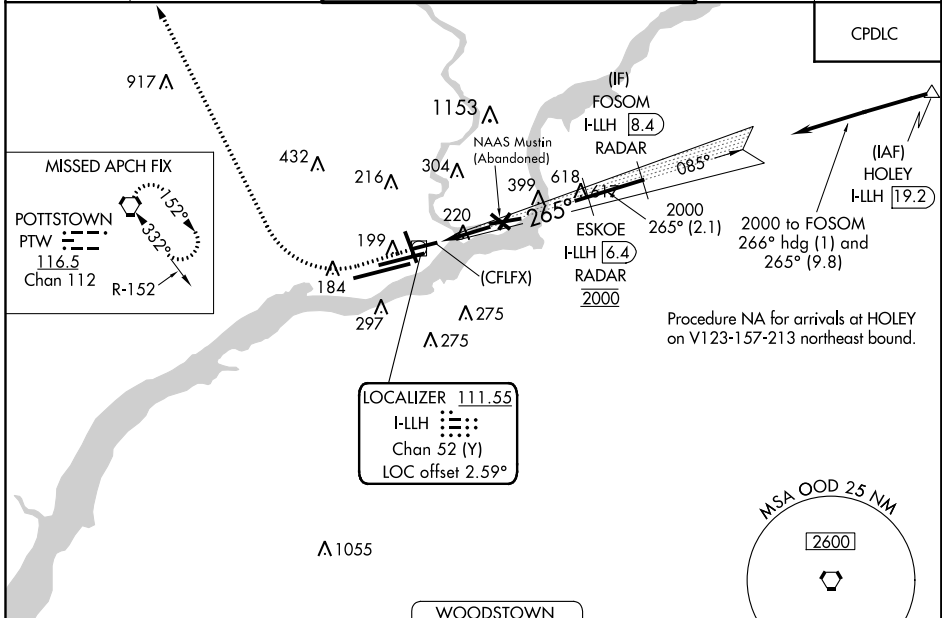 CPDLC
917
1153
(IF)
FOSOM
I-LLH 8.4
RADAR
NAAS Mustin
(Abandoned)
432
304
216
399
618
617
085°
(IAF)
HOLEY
I-LLH 19.2
MISSED APCH FIX
POTTSTOWN
PTW
116.5
Chan 112
152°
332°
R-152
220
265°
2000
265° (2.1)
ESKOE
I-LLH 6.4
RADAR
2000
2000 to FOSOM
266° hdg (1) and
265° (9.8)
199
184
(CFLFX)
297
275
275
Procedure NA for arrivals at HOLEY
on V123-157-213 northeast bound.
LOCALIZER 111.55
I-LLH
Chan 52 (Y)
LOC offset 2.59°
1055
MSA OOD 25 NM
2600
WOODSTOWN